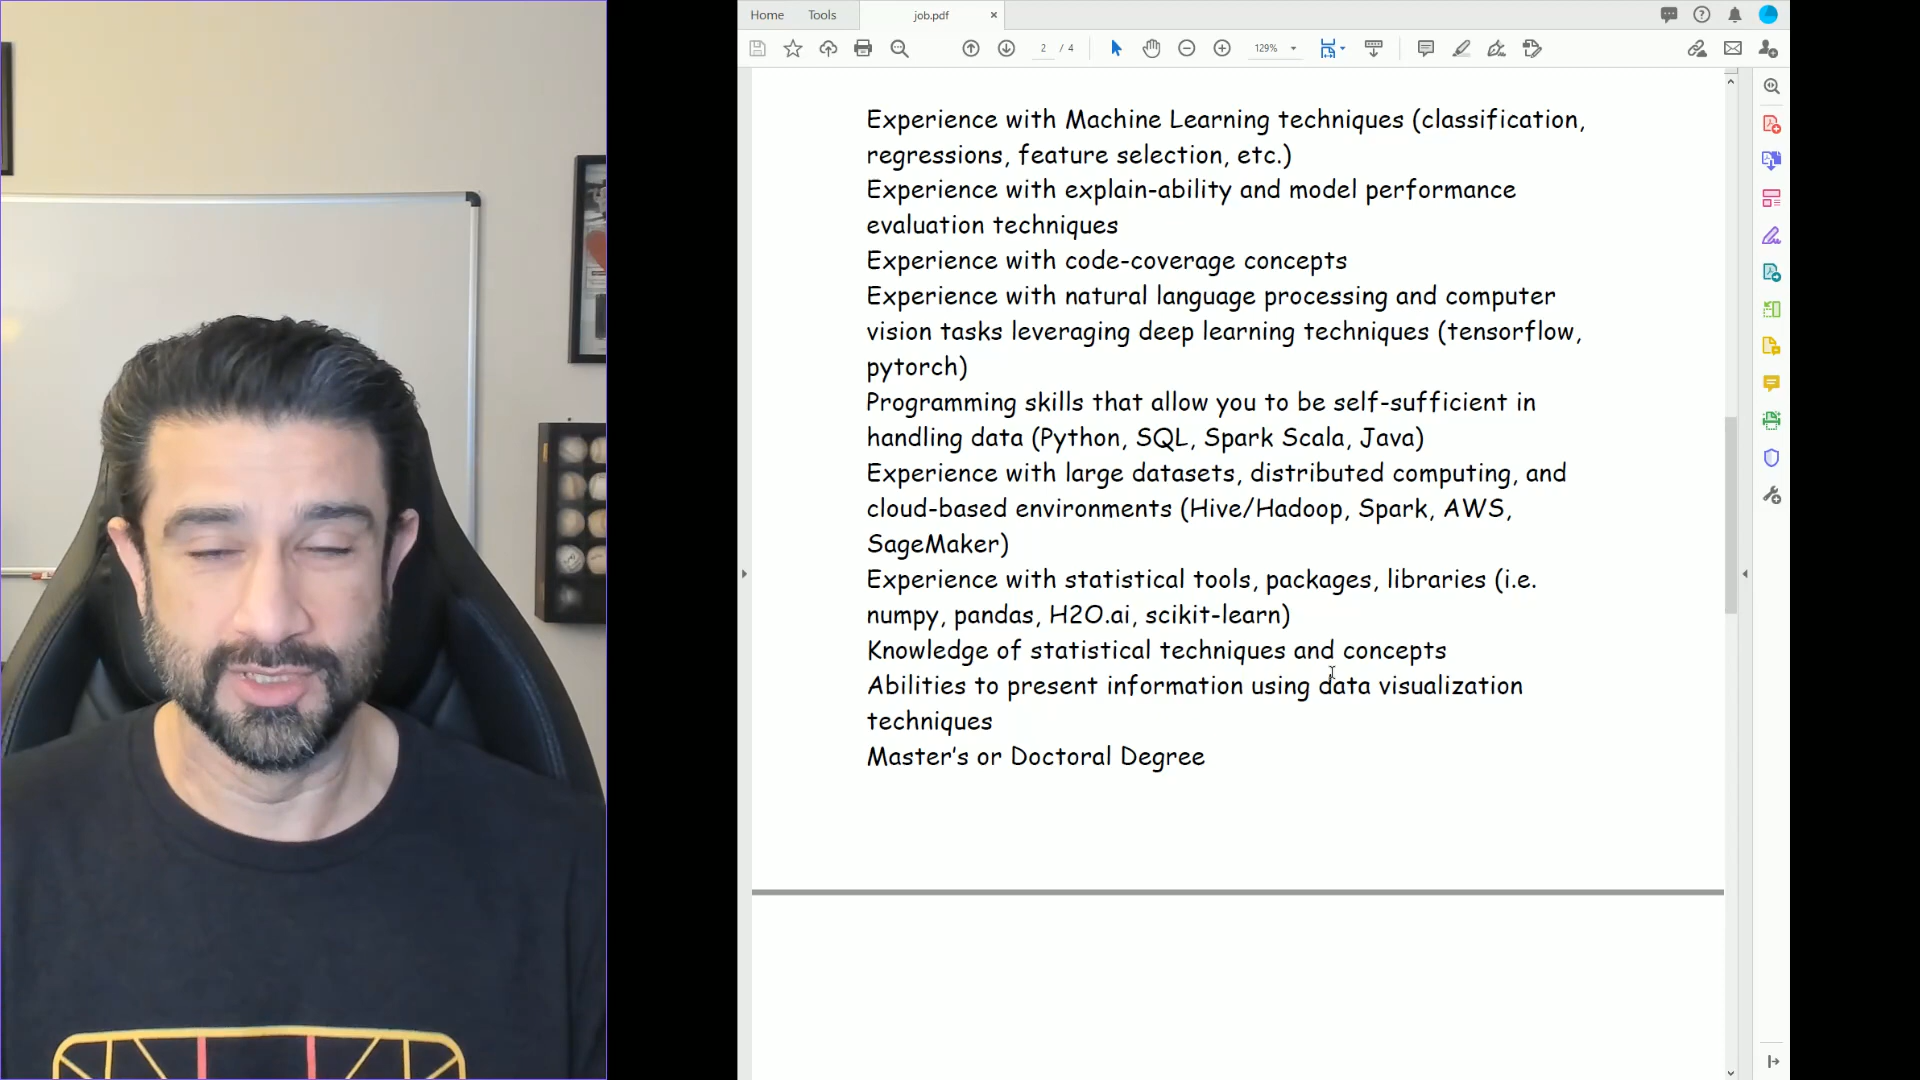 Home Tools job.pdf
2 / 4 129%
Experience with Machine Learning techniques (classification,
regressions, feature selection, etc.)
Experience with explain-ability and model performance
evaluation techniques
Experience with code-coverage concepts
Experience with natural language processing and computer
vision tasks leveraging deep learning techniques (tensorflow,
pytorch)
Programming skills that allow you to be self-sufficient in
handling data (Python, SQL, Spark Scala, Java)
Experience with large datasets, distributed computing, and
cloud-based environments (Hive/Hadoop, Spark, AWS,
SageMaker)
Experience with statistical tools, packages, libraries (i.e.
numpy, pandas, H2O.ai, scikit-learn)
Knowledge of statistical techniques and concepts
Abilities to present information using data visualization
techniques
Master's or Doctoral Degree